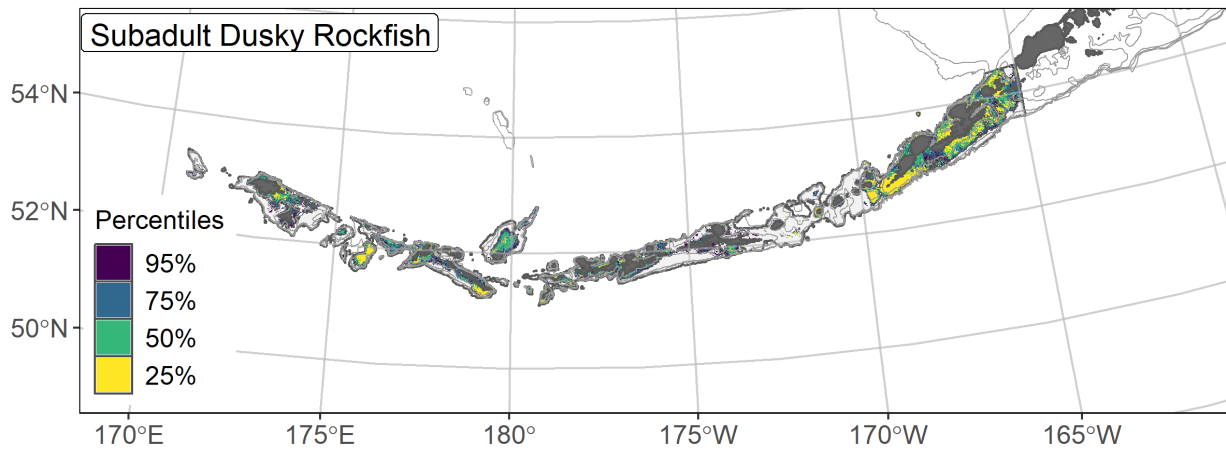 Subadult Dusky Rockfish
54°N
52°N
50°N
Percentiles
95%
75%
50%
25%
170°E
175°E
180°
175°W
170°W
165°W